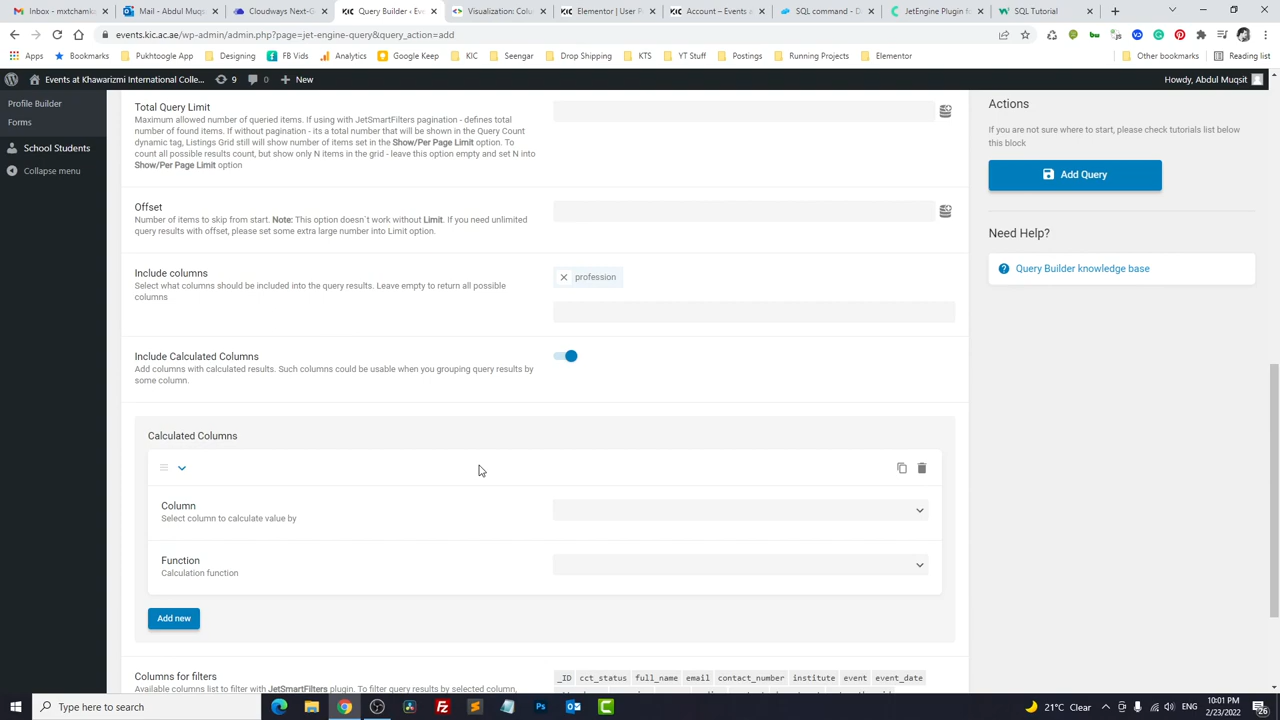 Inbox - mxtchamk
Cloudways Next-G
Query Builder - Ev
Visualization: Colu
Elementor | User R
Account – Events a
SQL command – D
JetEngine Plugin fo
SQL Tutorial
events.kic.ac.ae/wp-admin/admin.php?page=jet-engine-query&query_action=add
Apps
Bookmarks
Pukhtoogle App
Designing
FB Vids
Analytics
Google Keep
KIC
Seengar
Drop Shipping
KTS
YT Stuff
Postings
Running Projects
Elementor
Other bookmarks
Reading list
Events at Khawarizmi International Colle...
9
0
New
Howdy, Abdul Muqsit
Profile Builder
Forms
School Students
Collapse menu
Total Query Limit
Maximum allowed number of queried items. If using with JetSmartFilters pagination - defines total
number of found items. If without pagination - its a total number that will be shown in the Query Count
dynamic tag, Listings Grid still will show number of items set in the Show/Per Page Limit option. To
count all possible results count, but show only N items in the grid - leave this option empty and set N into
Show/Per Page Limit option
Offset
Number of items to skip from start. Note: This option doesn`t work without Limit. If you need unlimited
query results with offset, please set some extra large number into Limit option.
Include columns
Select what columns should be included into the query results. Leave empty to return all possible
columns
profession
Include Calculated Columns
Add columns with calculated results. Such columns could be usable when you grouping query results by
some column.
Calculated Columns
Column
Select column to calculate value by
Function
Calculation function
Add new
Columns for filters
Available columns list to filter with JetSmartFilters plugin. To filter query results by selected column,
_ID cct_status full_name email contact_number institute event event_date
Actions
If you are not sure where to start, please check tutorials list below
this block
Add Query
Need Help?
Query Builder knowledge base
Type here to search
21°C Clear
10:01 PM
2/23/2022
26